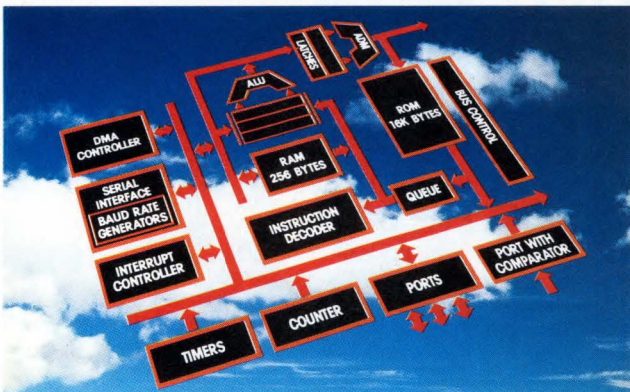 LATCHES
ADM
ALU
ROM
16K BYTES
BUS CONTROL
DMA
CONTROLLER
RAM
256 BYTES
SERIAL
INTERFACE
BAUD RATE
GENERATORS
QUEUE
INSTRUCTION
DECODER
INTERRUPT
CONTROLLER
PORT WITH
COMPARATOR
PORTS
COUNTER
TIMERS